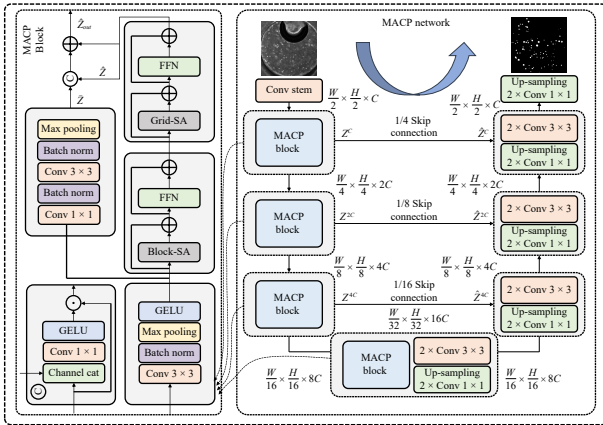 MACP
Block
Ẑout
Ẑ
Z̄
C
Max pooling
Batch norm
Conv 3 × 3
Batch norm
Conv 1 × 1
FFN
Grid-SA
FFN
Block-SA
GELU
Conv 1 × 1
Channel cat
C
GELU
Max pooling
Batch norm
Conv 3 × 3
MACP network
Conv stem
W/2 × H/2 × C
W/2 × H/2 × C
Up-sampling
2 × Conv 1 × 1
MACP
block
Z^C
1/4 Skip
connection
Ẑ^C
2 × Conv 3 × 3
Up-sampling
2 × Conv 1 × 1
W/4 × H/4 × 2C
W/4 × H/4 × 2C
MACP
block
Z^2C
1/8 Skip
connection
Ẑ^2C
2 × Conv 3 × 3
Up-sampling
2 × Conv 1 × 1
W/8 × H/8 × 4C
W/8 × H/8 × 4C
MACP
block
Z^4C
1/16 Skip
connection
Ẑ^4C
2 × Conv 3 × 3
Up-sampling
2 × Conv 1 × 1
W/32 × H/32 × 16C
W/16 × H/16 × 8C
MACP
block
2 × Conv 3 × 3
Up-sampling
2 × Conv 1 × 1
W/16 × H/16 × 8C